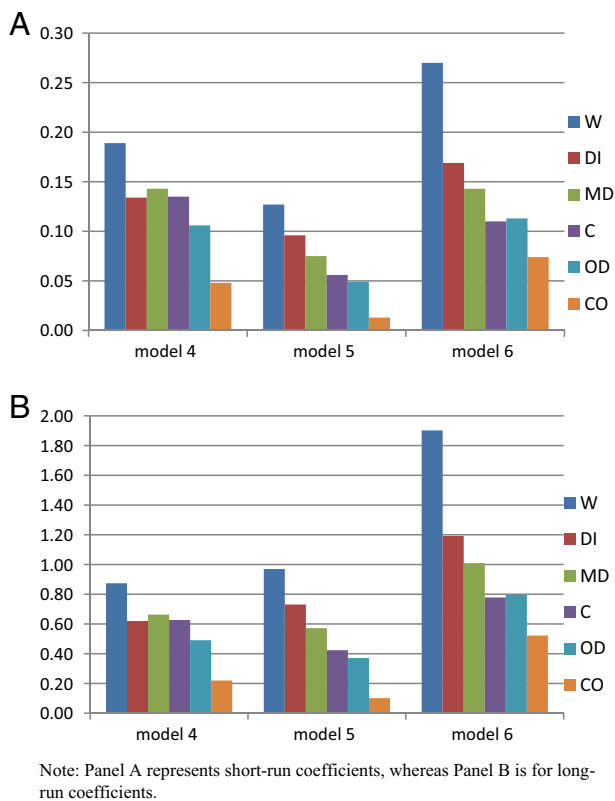 A
0.30
0.25
0.20
0.15
0.10
0.05
0.00
model 4
model 5
model 6
W
DI
MD
C
OD
CO
B
2.00
1.80
1.60
1.40
1.20
1.00
0.80
0.60
0.40
0.20
0.00
model 4
model 5
model 6
W
DI
MD
C
OD
CO
Note: Panel A represents short-run coefficients, whereas Panel B is for long-
run coefficients.